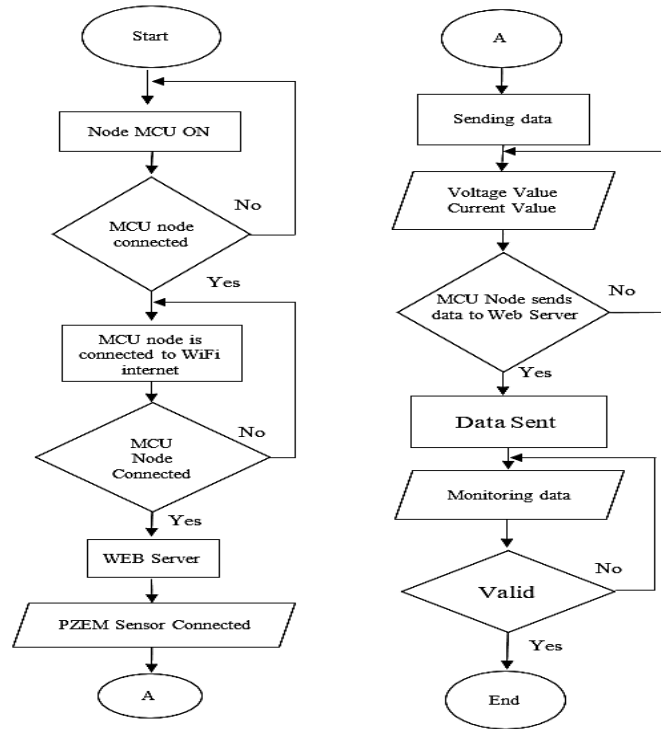 Start
Node MCU ON
MCU node
connected
No
Yes
MCU node is
connected to WiFi
internet
MCU
Node
Connected
No
Yes
WEB Server
PZEM Sensor Connected
A
A
Sending data
Voltage Value
Current Value
MCU Node sends
data to Web Server
No
Yes
Data Sent
Monitoring data
Valid
No
Yes
End